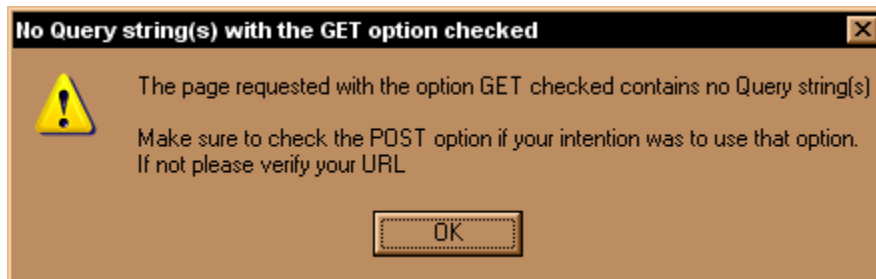 No Query string(s) with the GET option checked
The page requested with the option GET checked contains no Query string(s)
Make sure to check the POST option if your intention was to use that option.
If not please verify your URL
OK